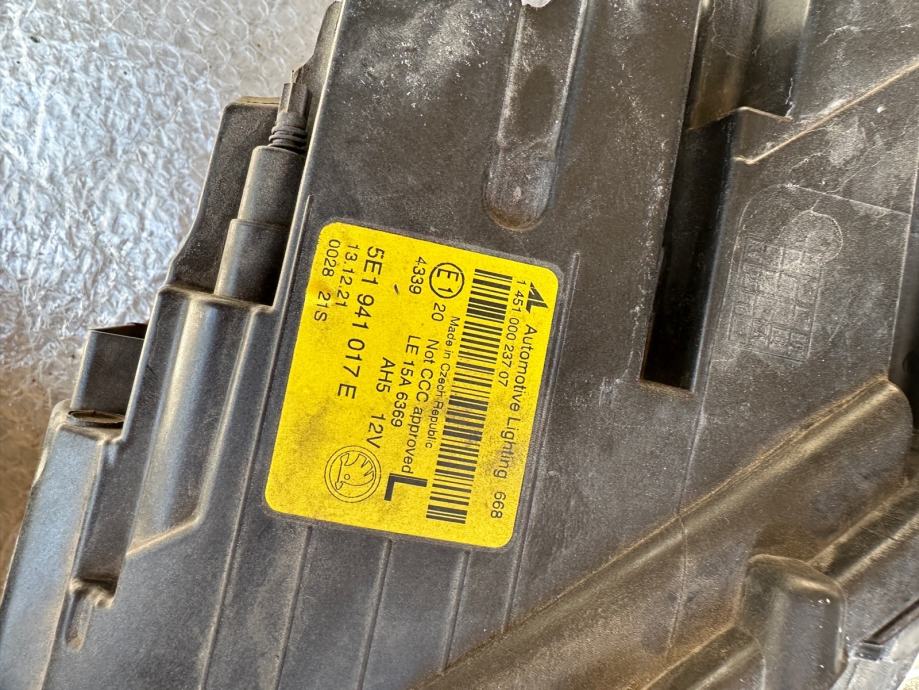 Automotive Lighting 668
1 451 000 237 07
Made in Czech Republic
E1 20 Not CCC approved
4339 LE 15A 6369
L
AH5 12V
5E1 941 017 E
13.12.21
0028 21S